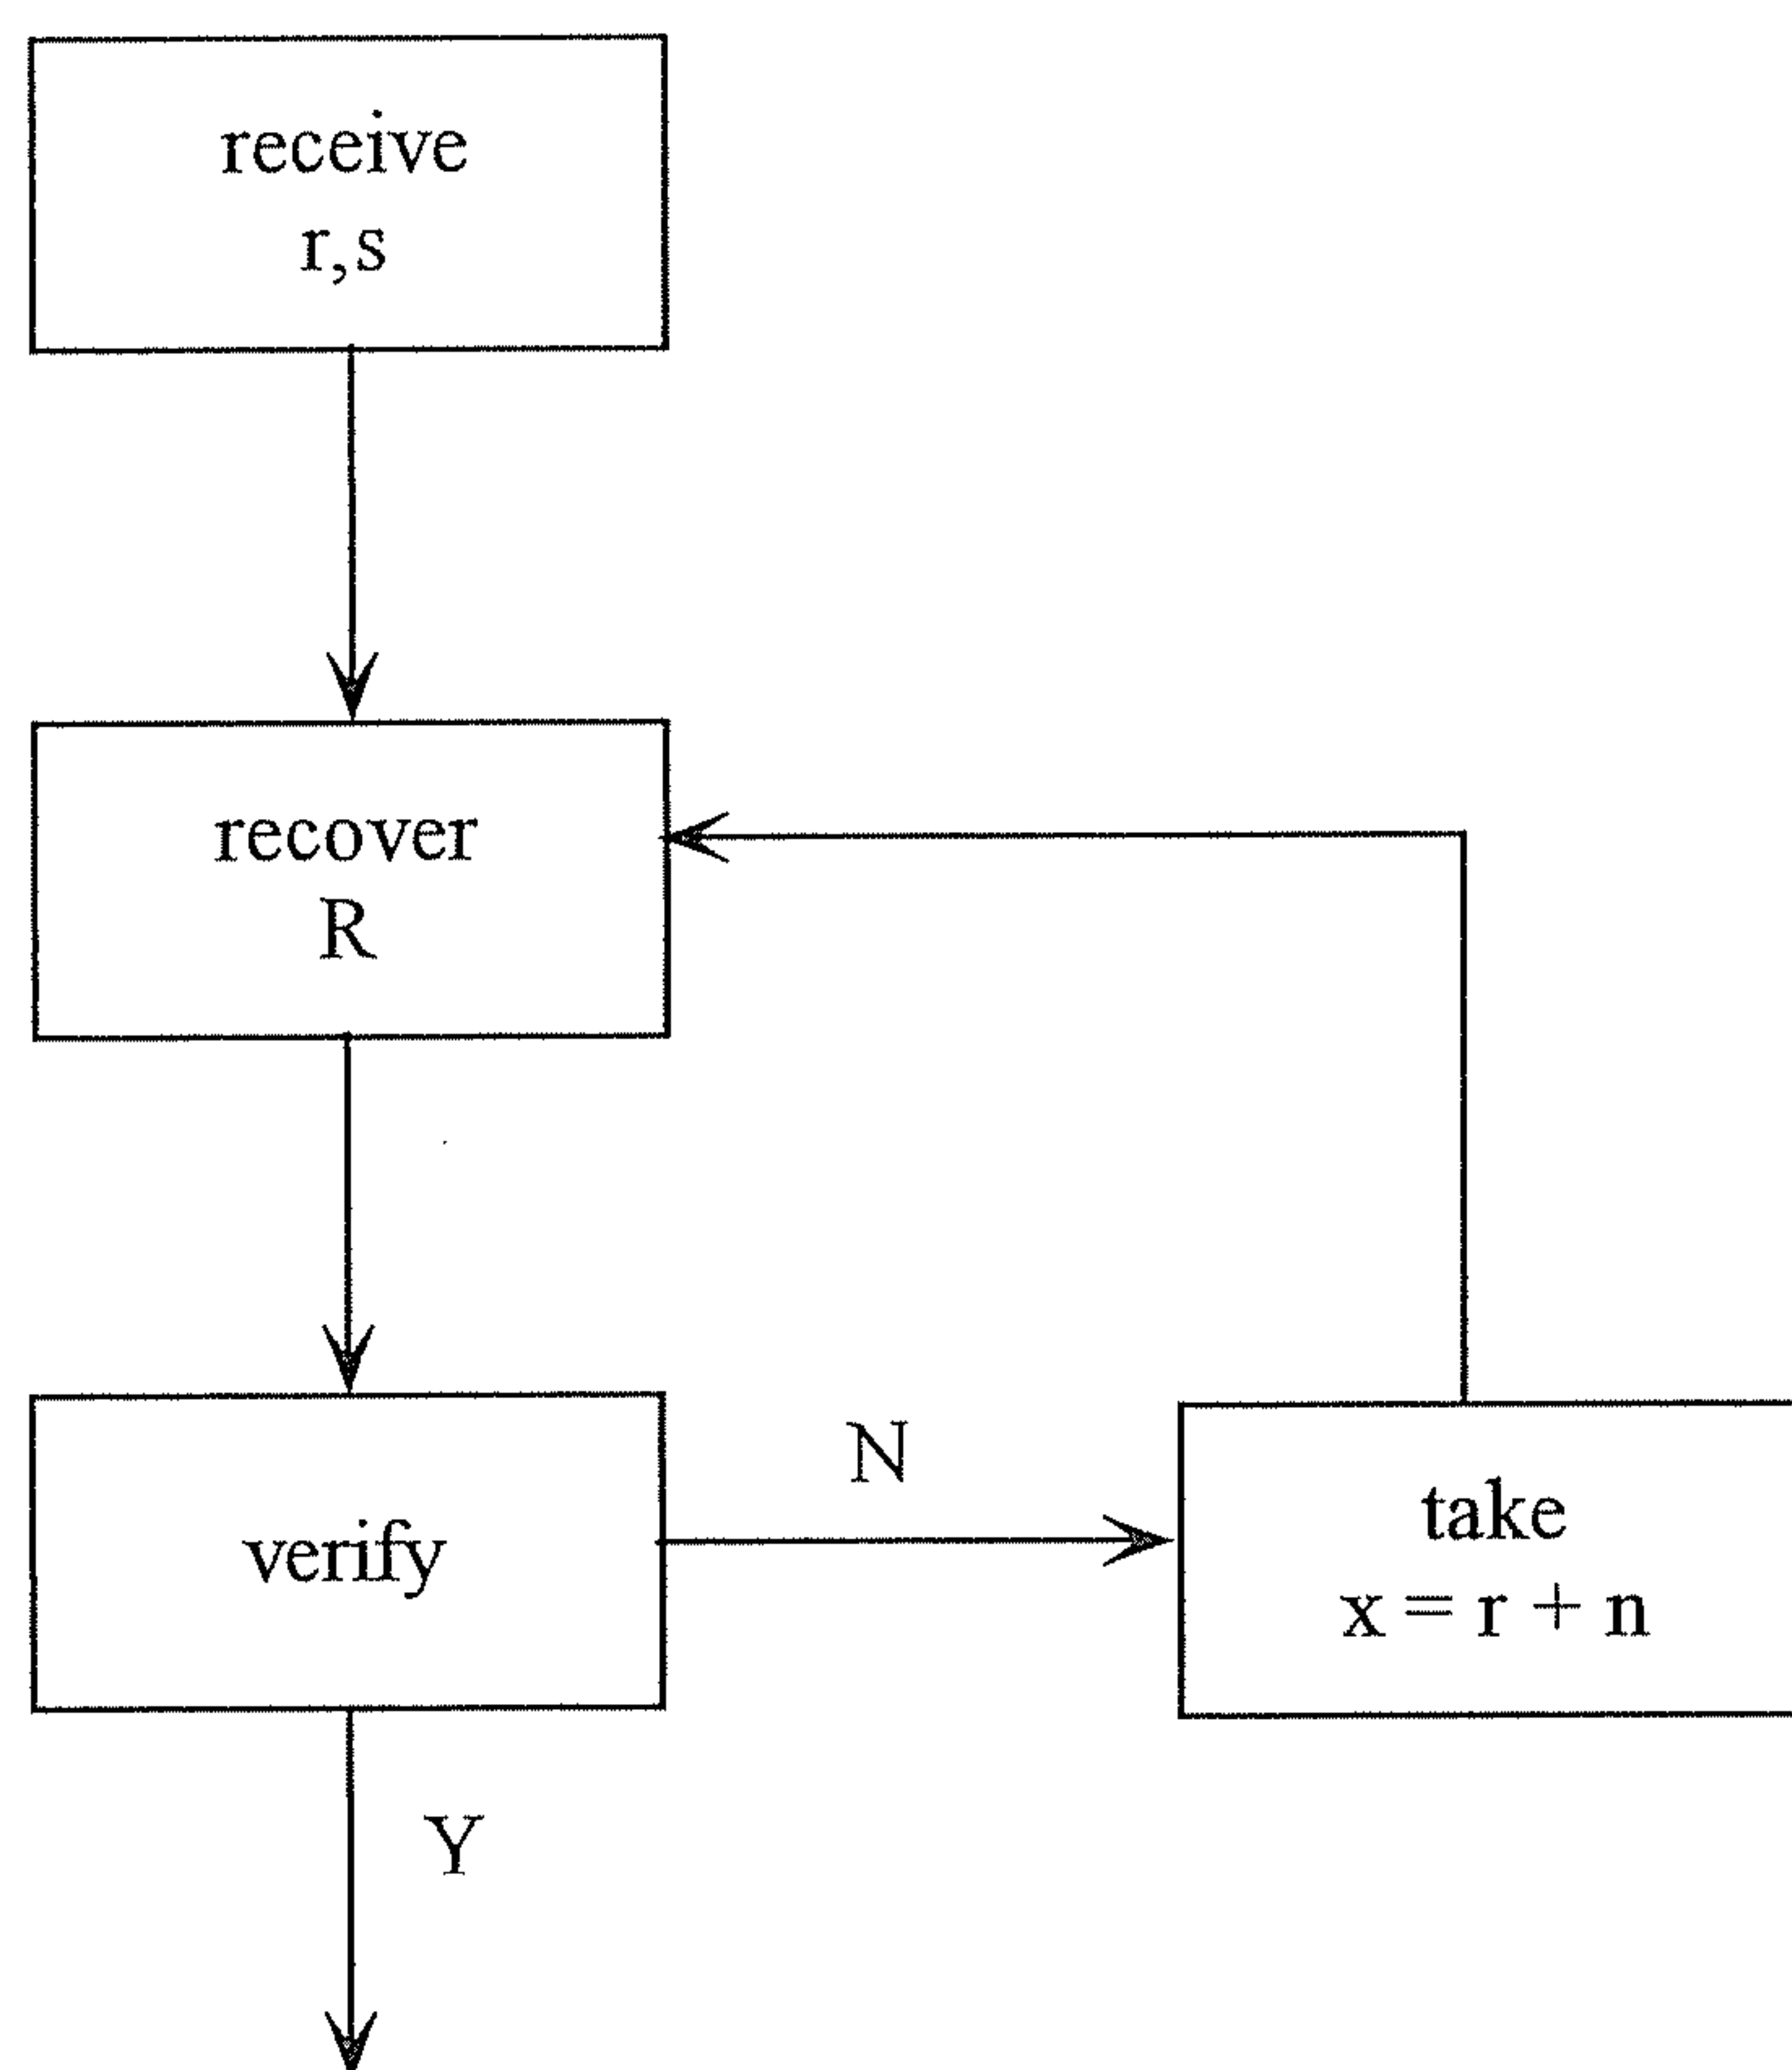 receive
r,s
recover
R
verify
N
take
x = r + n
Y